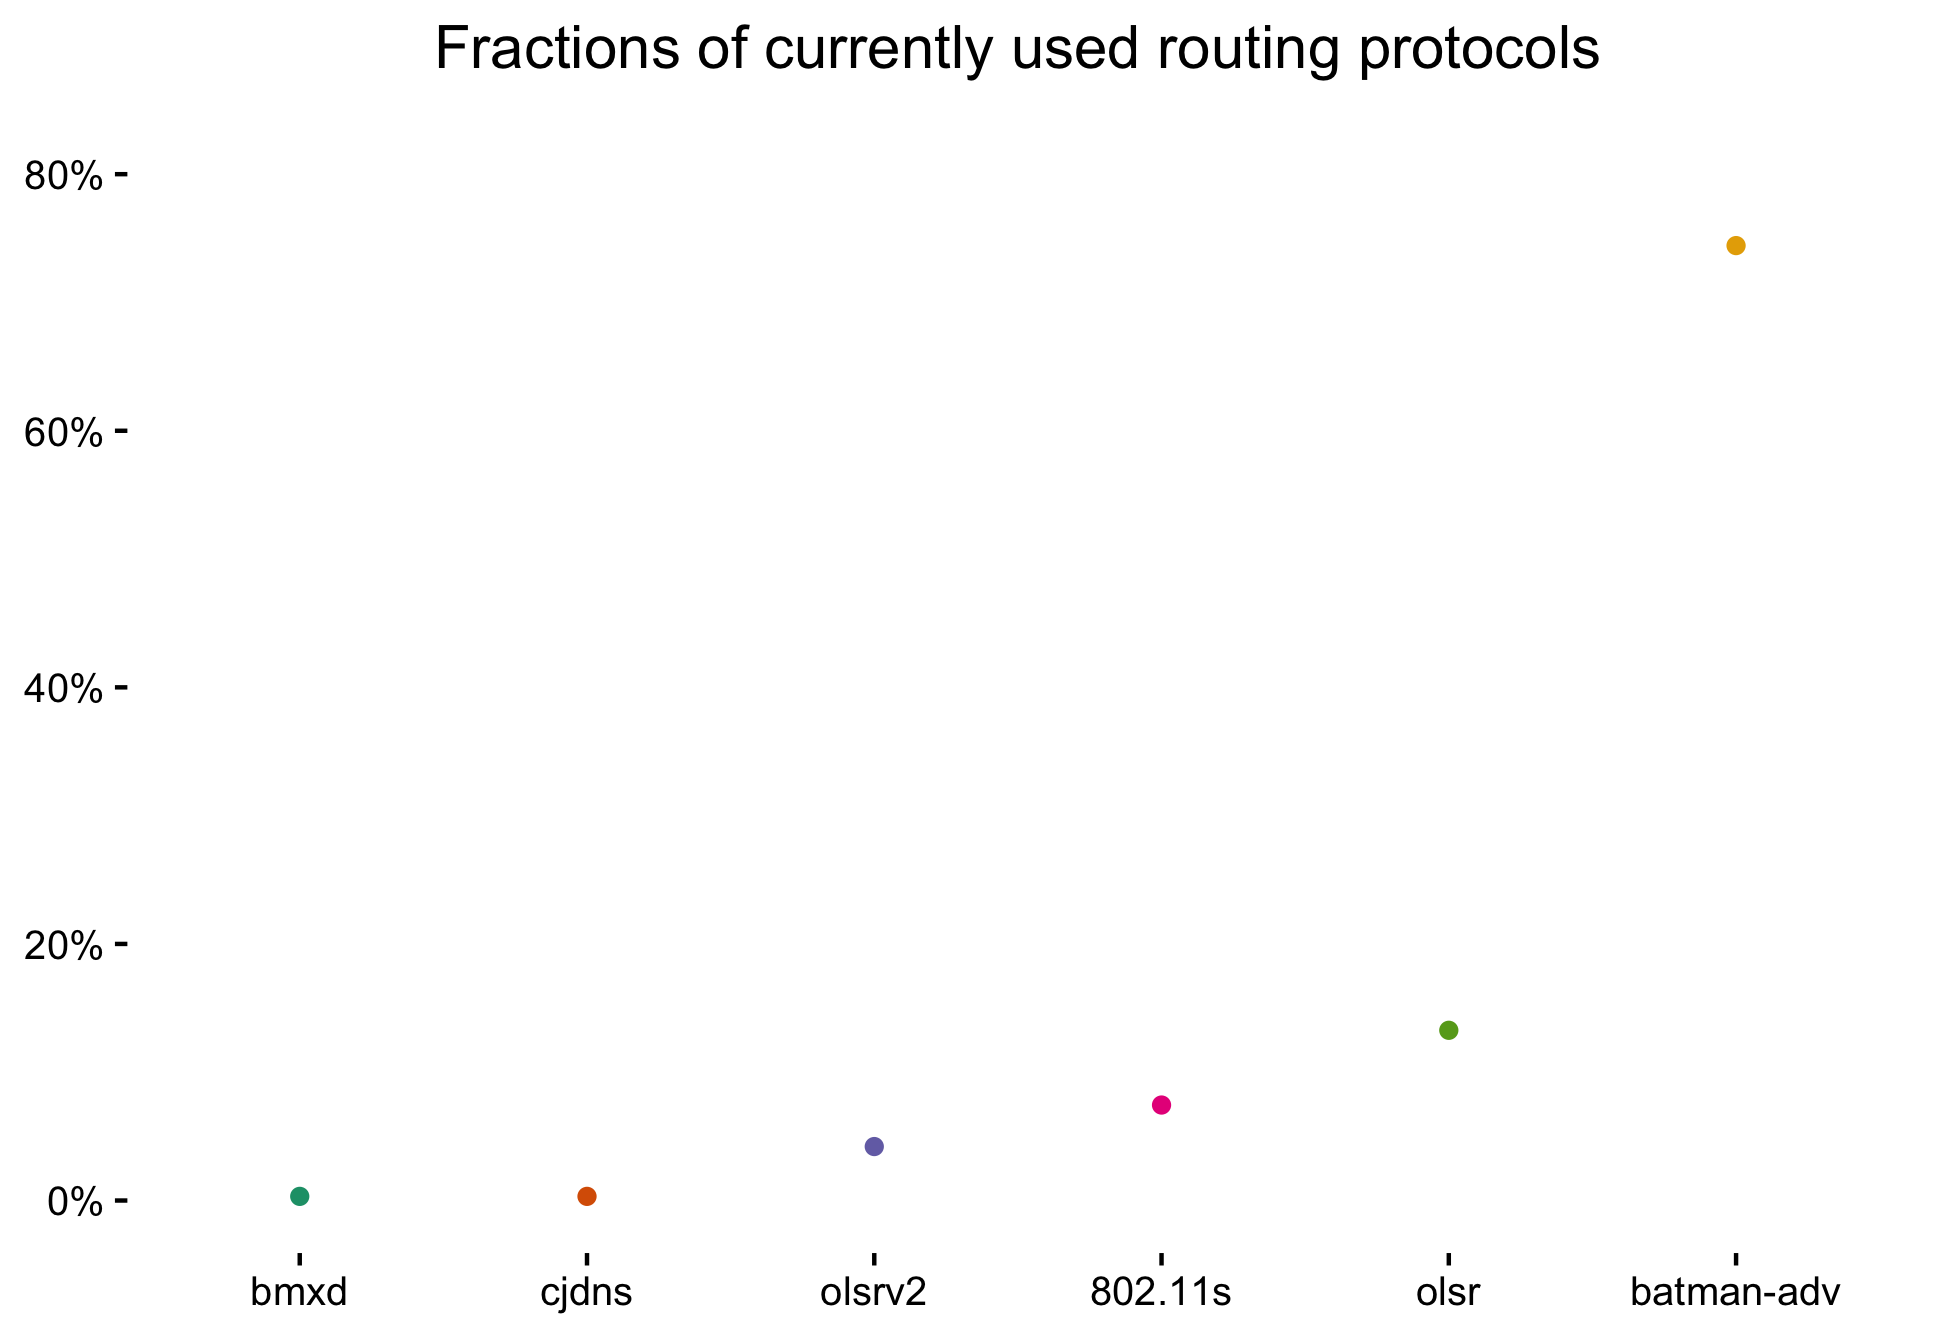 Fractions of currently used routing protocols
80%
60%
40%
20%
0%
bmxd cjdns olsrv2 802.11s olsr batman-adv